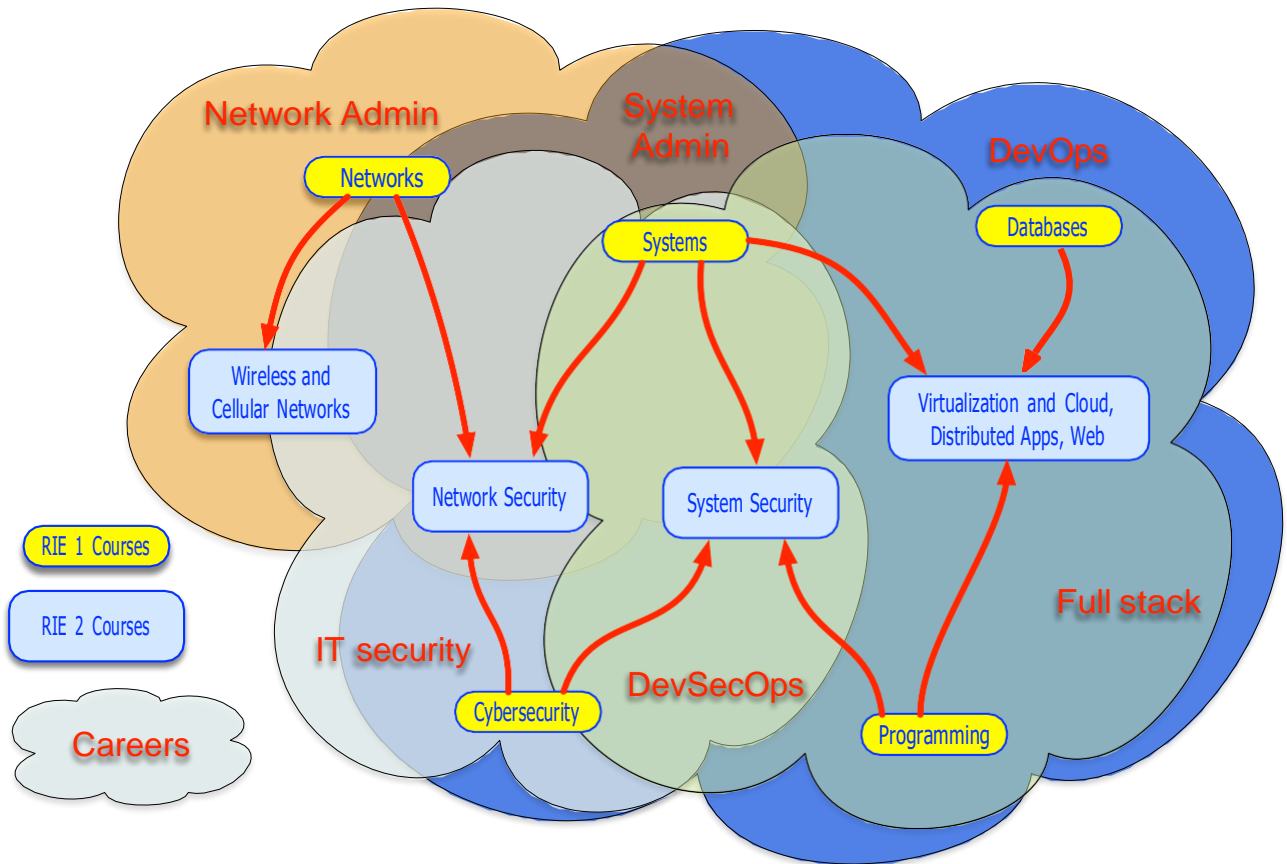 Network Admin
System
Admin
DevOps
Networks
Systems
Databases
Wireless and
Cellular Networks
Virtualization and Cloud,
Distributed Apps, Web
Network Security
System Security
RIE 1 Courses
RIE 2 Courses
Full stack
IT security
DevSecOps
Cybersecurity
Programming
Careers